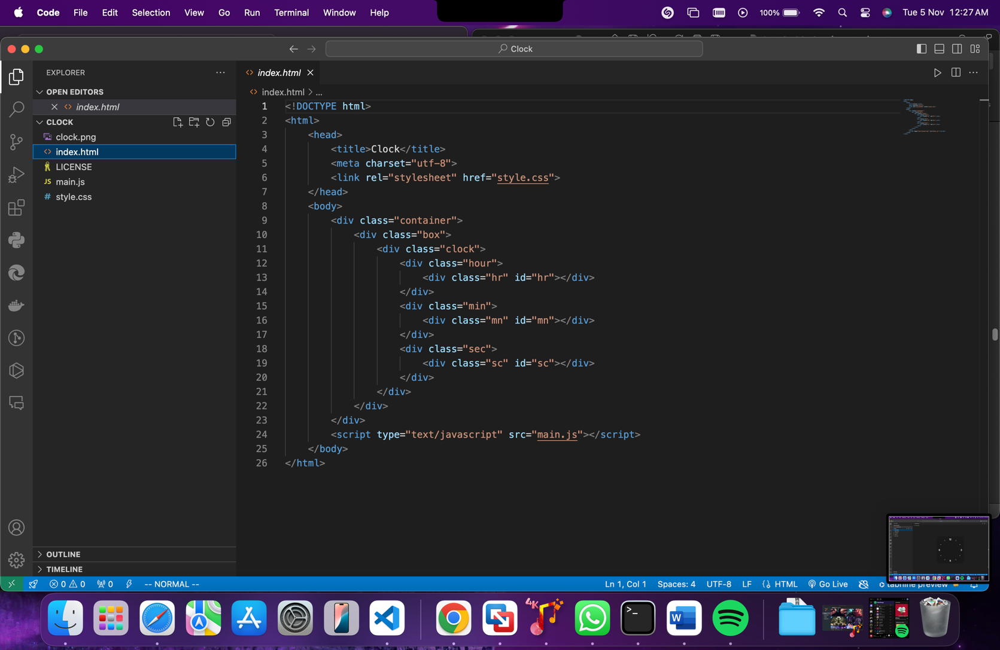 Code File Edit Selection View Go Run Terminal Window Help 100% Tue 5 Nov 12:27 AM
Clock
EXPLORER
index.html
OPEN EDITORS
index.html
index.html > ...
CLOCK
clock.png
index.html
LICENSE
JS main.js
# style.css
1 <!DOCTYPE html>
2 <html>
3 <head>
4 <title>Clock</title>
5 <meta charset="utf-8">
6 <link rel="stylesheet" href="style.css">
7 </head>
8 <body>
9 <div class="container">
10 <div class="box">
11 <div class="clock">
12 <div class="hour">
13 <div class="hr" id="hr"></div>
14 </div>
15 <div class="min">
16 <div class="mn" id="mn"></div>
17 </div>
18 <div class="sec">
19 <div class="sc" id="sc"></div>
20 </div>
21 </div>
22 </div>
23 </div>
24 <script type="text/javascript" src="main.js"></script>
25 </body>
26 </html>
OUTLINE
TIMELINE
0 0 0 -- NORMAL -- Ln 1, Col 1 Spaces: 4 UTF-8 LF HTML Go Live tabnine preview
4K
>_
W